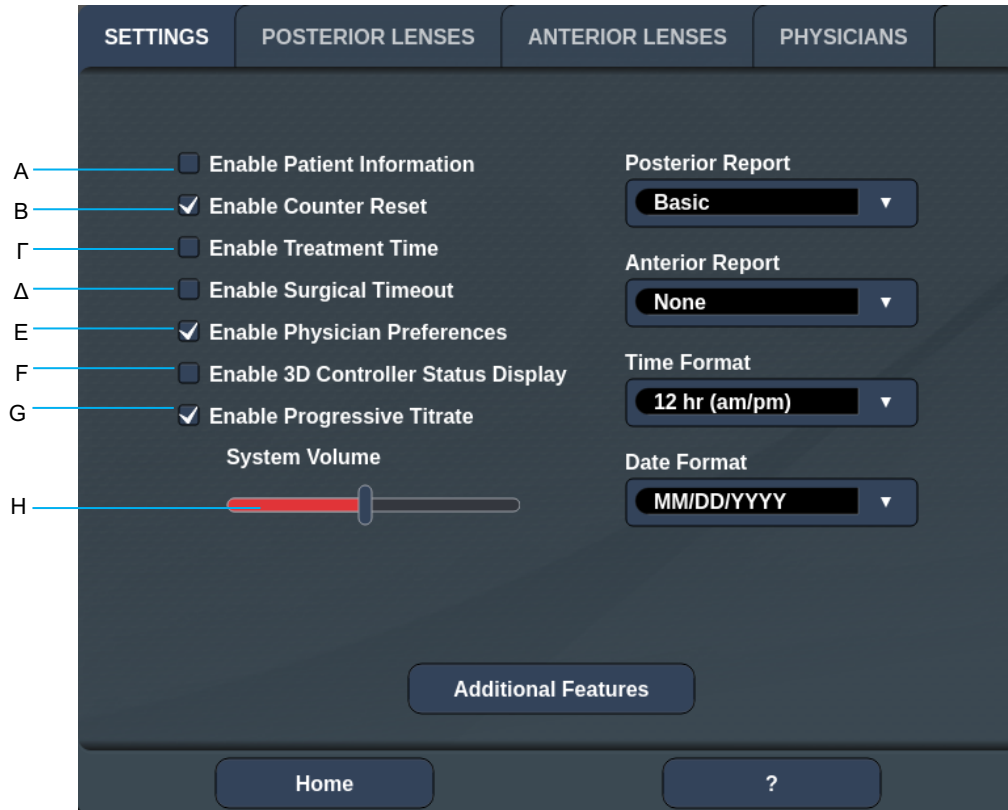 SETTINGS POSTERIOR LENSES ANTERIOR LENSES PHYSICIANS
A Enable Patient Information
B Enable Counter Reset
Γ Enable Treatment Time
Δ Enable Surgical Timeout
E Enable Physician Preferences
F Enable 3D Controller Status Display
G Enable Progressive Titrate
System Volume
H
Posterior Report
Basic
Anterior Report
None
Time Format
12 hr (am/pm)
Date Format
MM/DD/YYYY
Additional Features
Home ?